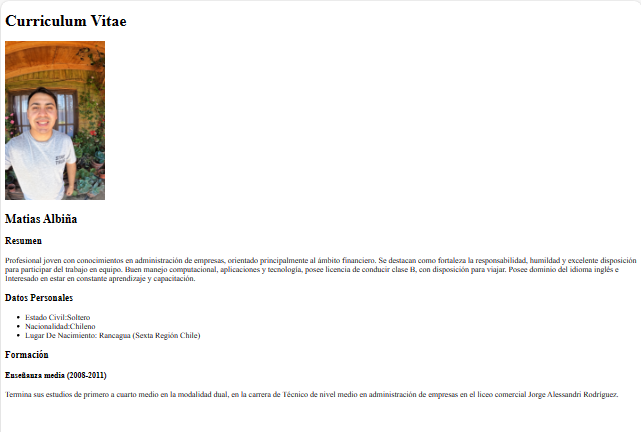 Curriculum Vitae
Matias Albiña
Resumen
Profesional joven con conocimientos en administración de empresas, orientado principalmente al ámbito financiero. Se destacan como fortaleza la responsabilidad, humildad y excelente disposición
para participar del trabajo en equipo. Buen manejo computacional, aplicaciones y tecnología, posee licencia de conducir clase B, con disposición para viajar. Posee dominio del idioma inglés e
Interesado en estar en constante aprendizaje y capacitación.
Datos Personales
Estado Civil:Soltero
Nacionalidad:Chileno
Lugar De Nacimiento: Rancagua (Sexta Región Chile)
Formación
Enseñanza media (2008-2011)
Termina sus estudios de primero a cuarto medio en la modalidad dual, en la carrera de Técnico de nivel medio en administración de empresas en el liceo comercial Jorge Alessandri Rodríguez.